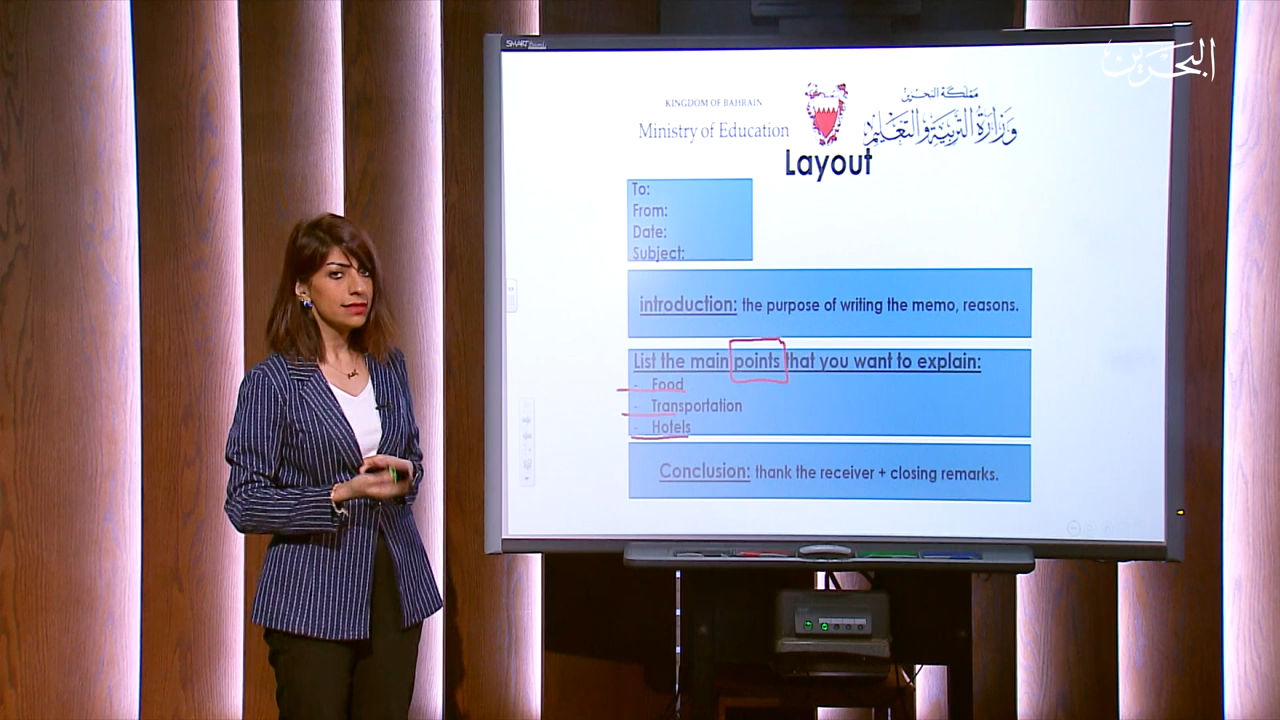 SMART Board
البحرين
مملكة البحرين
KINGDOM OF BAHRAIN
وزارة التربية والتعليم
Ministry of Education
Layout
To:
From:
Date:
Subject:
introduction: the purpose of writing the memo, reasons.
List the main points that you want to explain:
- Food
- Transportation
- Hotels
Conclusion: thank the receiver + closing remarks.